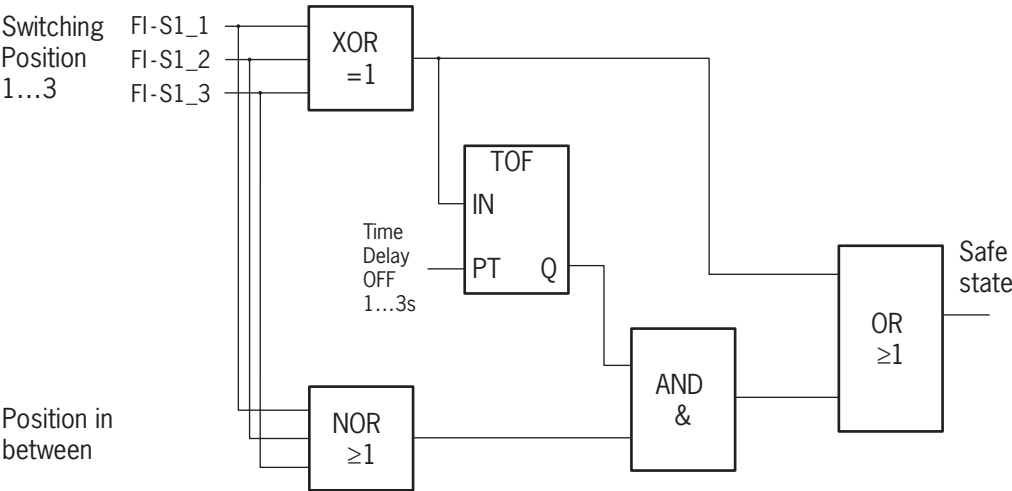 Switching
Position
1…3
FI-S1_1
FI-S1_2
FI-S1_3
XOR
=1
TOF
IN
PT Q
Time
Delay
OFF
1…3s
Safe
state
OR
≥1
AND
&
Position in
between
NOR
≥1